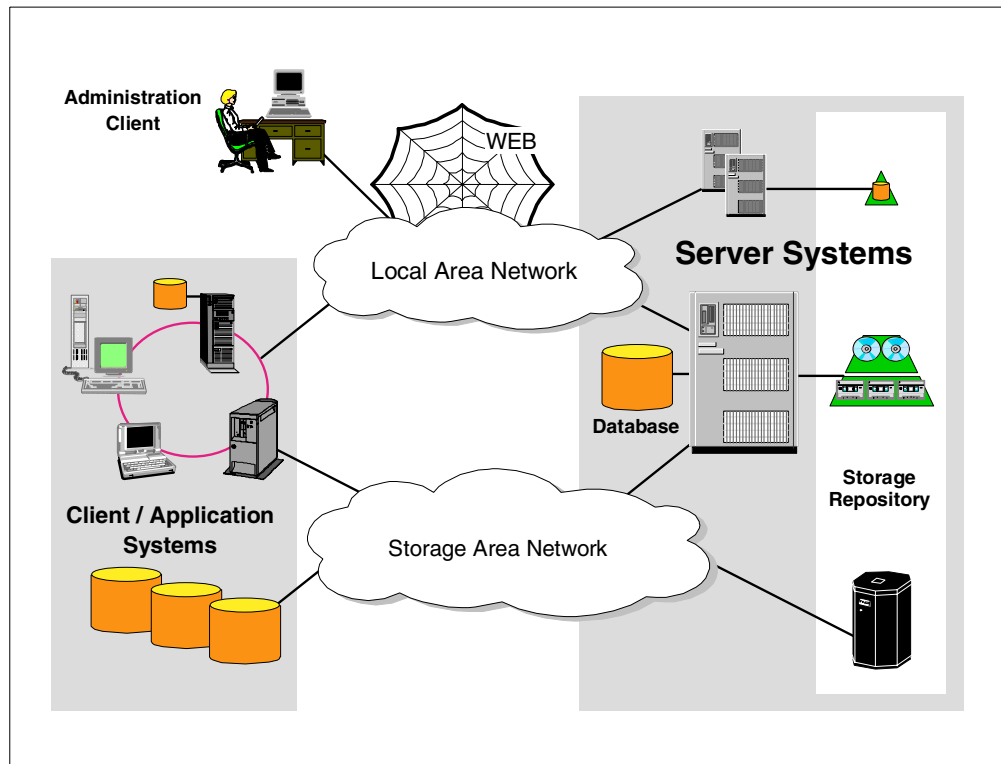 Administration
Client
WEB
Local Area Network
Server Systems
Database
Storage
Repository
Client / Application
Systems
Storage Area Network